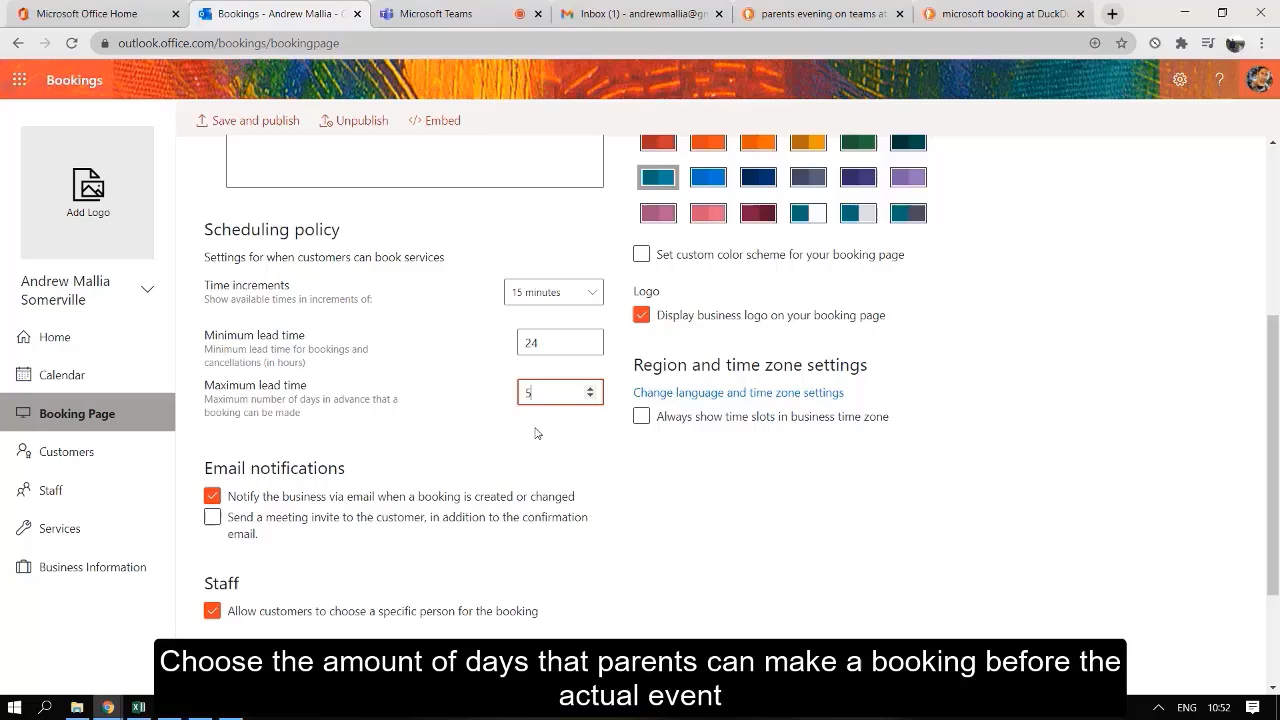 Microsoft Office Home
Bookings - Andrew Mallia - C
Microsoft Teams
Inbox (1) - andrewmallia@gm
parents evening on teams at
microsoft booking at DuckDu
outlook.office.com/bookings/bookingpage
Bookings
Save and publish
Unpublish
</> Embed
Add Logo
Andrew Mallia
Somerville
Home
Calendar
Booking Page
Customers
Staff
Services
Business Information
Scheduling policy
Settings for when customers can book services
Time increments
Show available times in increments of:
15 minutes
Minimum lead time
Minimum lead time for bookings and
cancellations (in hours)
24
Maximum lead time
Maximum number of days in advance that a
booking can be made
5
Email notifications
Notify the business via email when a booking is created or changed
Send a meeting invite to the customer, in addition to the confirmation
email.
Staff
Allow customers to choose a specific person for the booking
Set custom color scheme for your booking page
Logo
Display business logo on your booking page
Region and time zone settings
Change language and time zone settings
Always show time slots in business time zone
Choose the amount of days that parents can make a booking before the
actual event
ENG
10:52